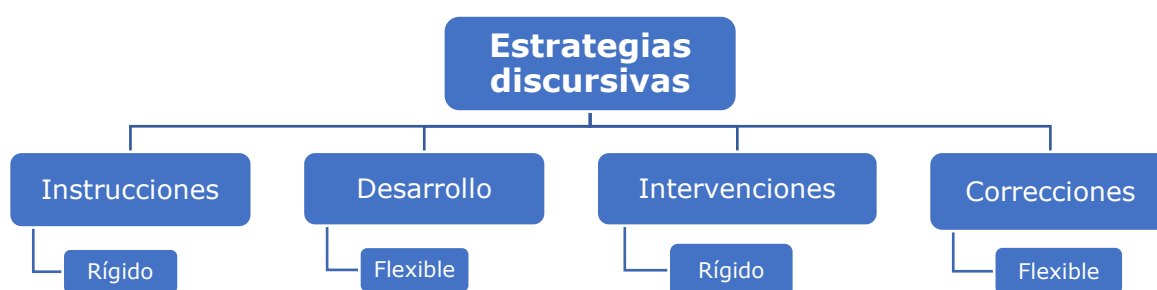 Estrategias
discursivas
Instrucciones
Desarrollo
Intervenciones
Correcciones
Rígido
Flexible
Rígido
Flexible